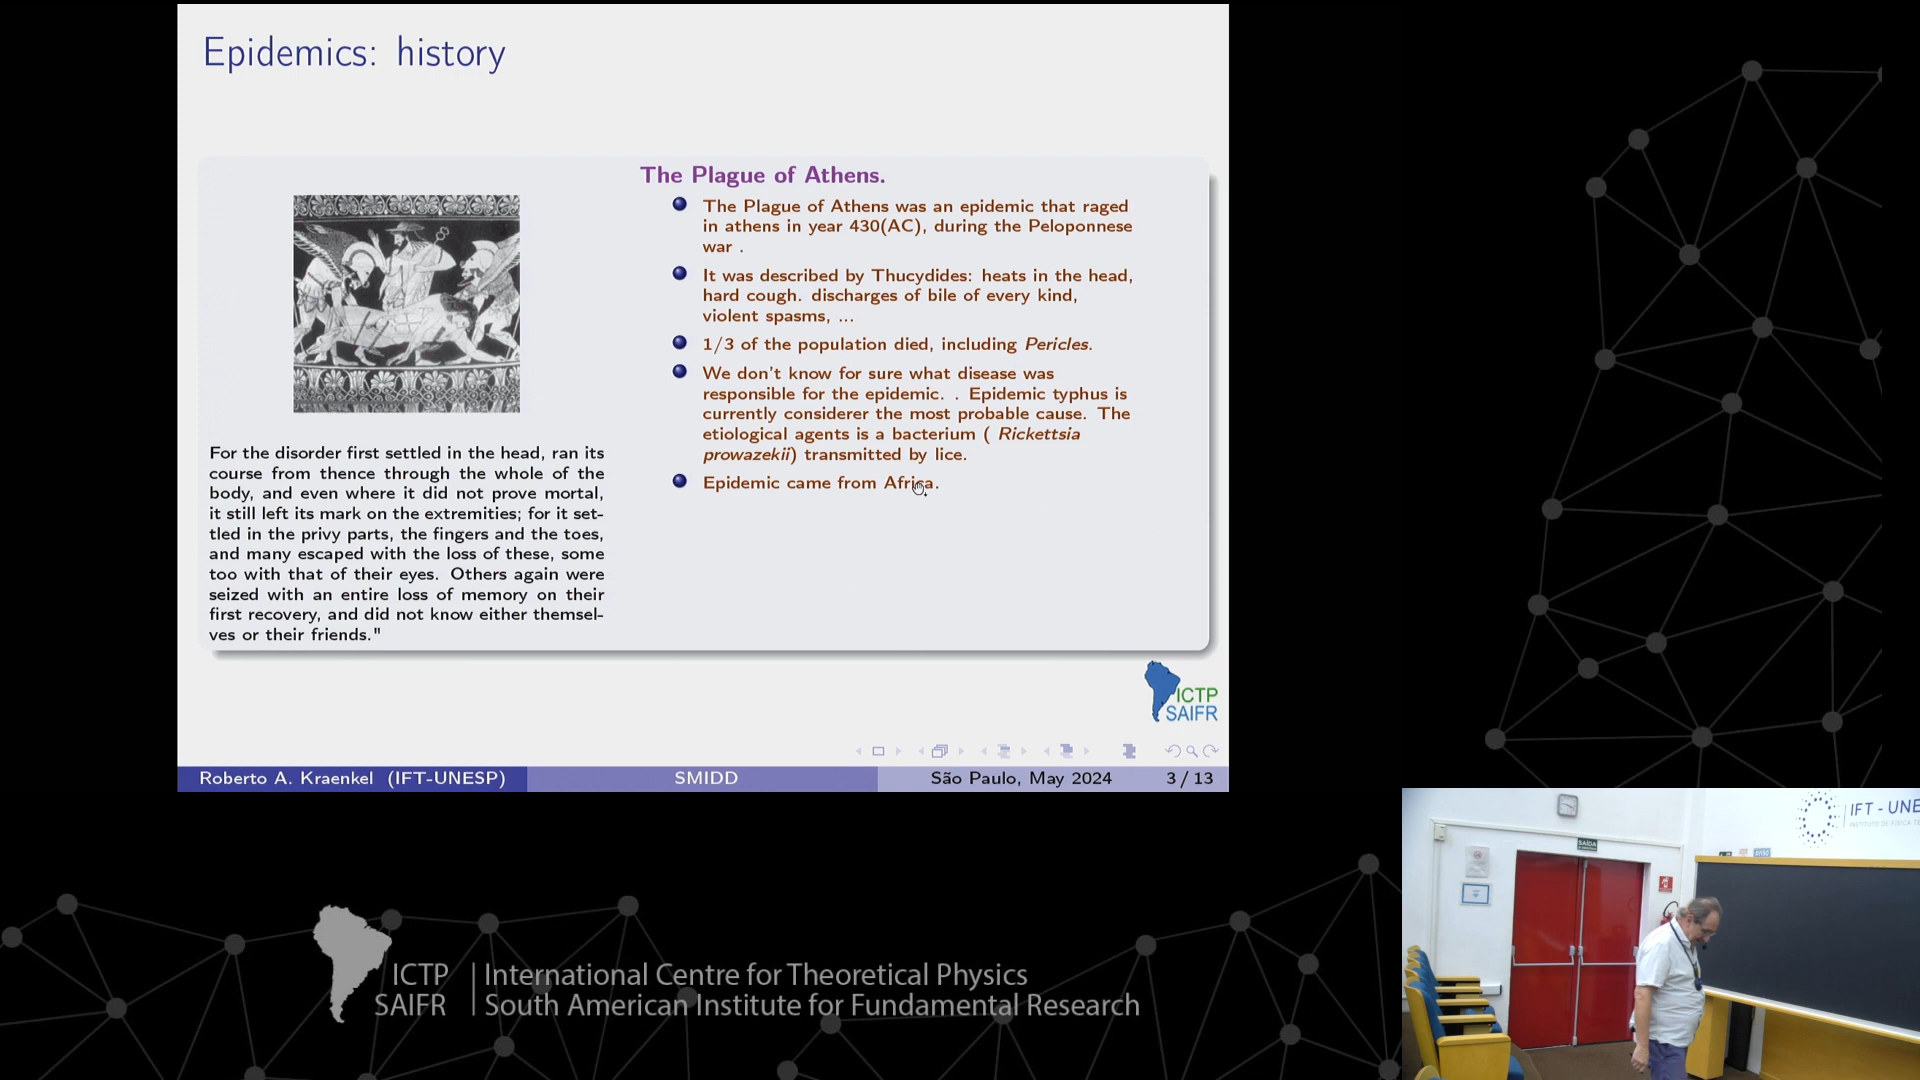 Epidemics: history
For the disorder first settled in the head, ran its
course from thence through the whole of the
body, and even where it did not prove mortal,
it still left its mark on the extremities; for it set-
tled in the privy parts, the fingers and the toes,
and many escaped with the loss of these, some
too with that of their eyes. Others again were
seized with an entire loss of memory on their
first recovery, and did not know either themsel-
ves or their friends."
The Plague of Athens.
The Plague of Athens was an epidemic that raged
in athens in year 430(AC), during the Peloponnese
war .
It was described by Thucydides: heats in the head,
hard cough. discharges of bile of every kind,
violent spasms, ...
1/3 of the population died, including Pericles.
We don't know for sure what disease was
responsible for the epidemic. . Epidemic typhus is
currently considerer the most probable cause. The
etiological agents is a bacterium ( Rickettsia
prowazekii) transmitted by lice.
Epidemic came from Africa.
ICTP
SAIFR
Roberto A. Kraenkel (IFT-UNESP) SMIDD São Paulo, May 2024 3 / 13
ICTP International Centre for Theoretical Physics
SAIFR South American Institute for Fundamental Research
SAÍDA
IFT - UNE